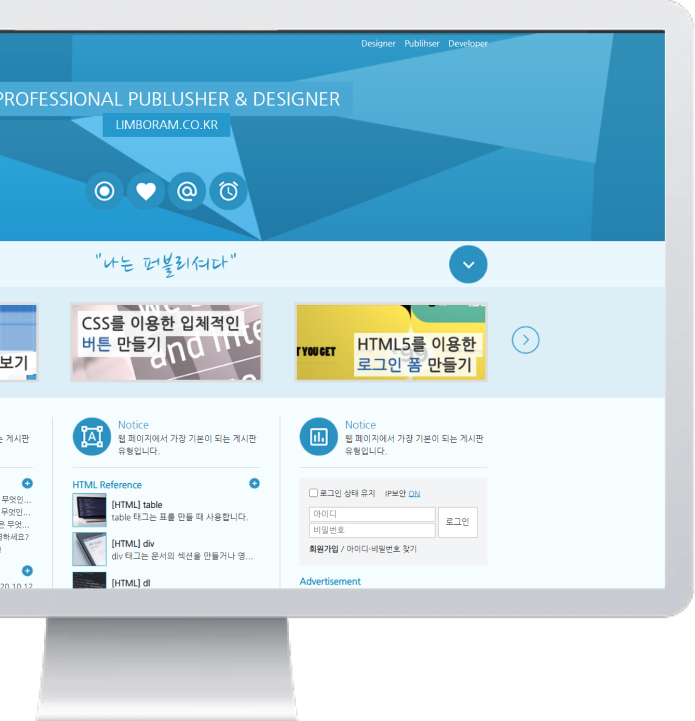 Designer Publihser Developer
PROFESSIONAL PUBLUSHER & DESIGNER
LIMBORAM.CO.KR
"나는 퍼블리셔다"
보기
CSS를 이용한 입체적인
버튼 만들기
and inte
T YOU GET
HTML5를 이용한
로그인 폼 만들기
는 게시판
Notice
웹 페이지에서 가장 기본이 되는 게시판
유형입니다.
Notice
웹 페이지에서 가장 기본이 되는 게시판
유형입니다.
무엇인...
무엇인...
은 무엇...
명하세요?
20.10.12
HTML Reference
[HTML] table
table 태그는 표를 만들 때 사용합니다.
[HTML] div
div 태그는 문서의 섹션을 만들거나 영...
[HTML] dl
로그인 상태 유지 IP보안 ON
아이디
비밀번호
로그인
회원가입 / 아이디·비밀번호 찾기
Advertisement